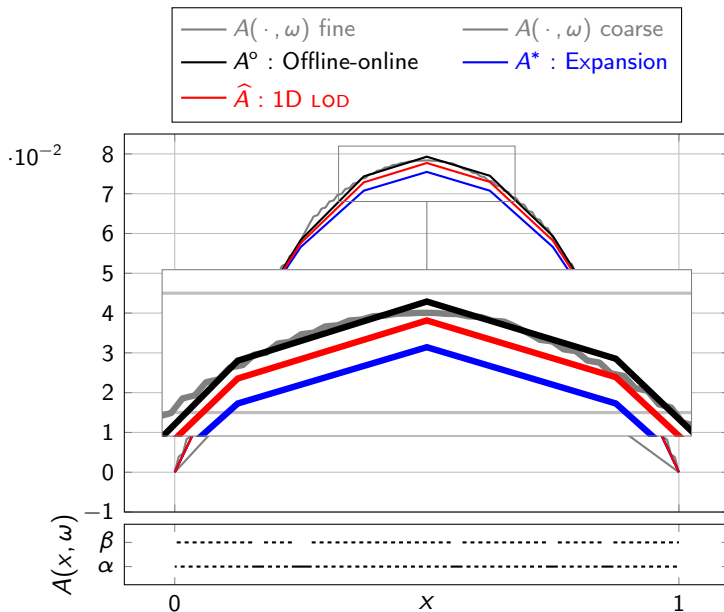 A( · , ω) fine A( · , ω) coarse
A° : Offline-online A* : Expansion
Â : 1D LOD
·10⁻²
8
7
6
5
4
3
2
1
0
−1
A(x, ω)
β
α
0 x 1